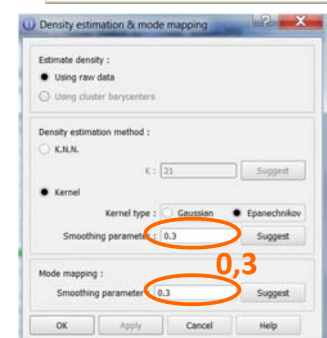 Density estimation & mode mapping
Estimate density :
Using raw data
Using cluster barycenters
Density estimation method :
K.N.N.
K : 21 Suggest
Kernel
Kernel type : Gaussian Epanechnikov
Smoothing parameter : 0.3 Suggest
0,3
Mode mapping :
Smoothing parameter : 0.3 Suggest
OK Apply Cancel Help